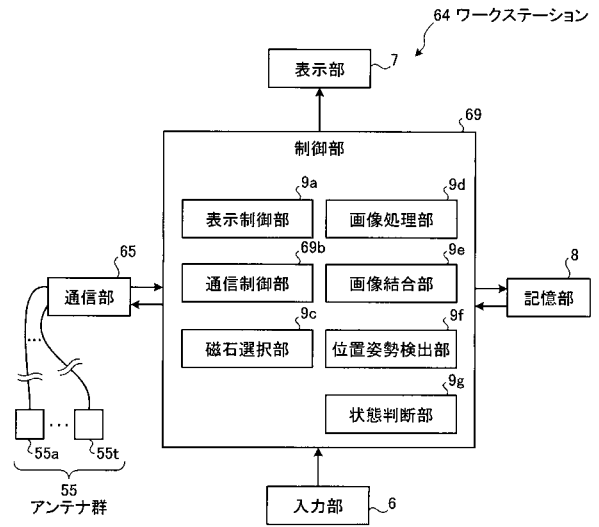 64 ワークステーション
表示部
7
69
制御部
9a
表示制御部
9d
画像処理部
69b
通信制御部
9e
画像結合部
9c
磁石選択部
9f
位置姿勢検出部
9g
状態判断部
65
通信部
8
記憶部
...
...
55a
55t
55
アンテナ群
入力部
6